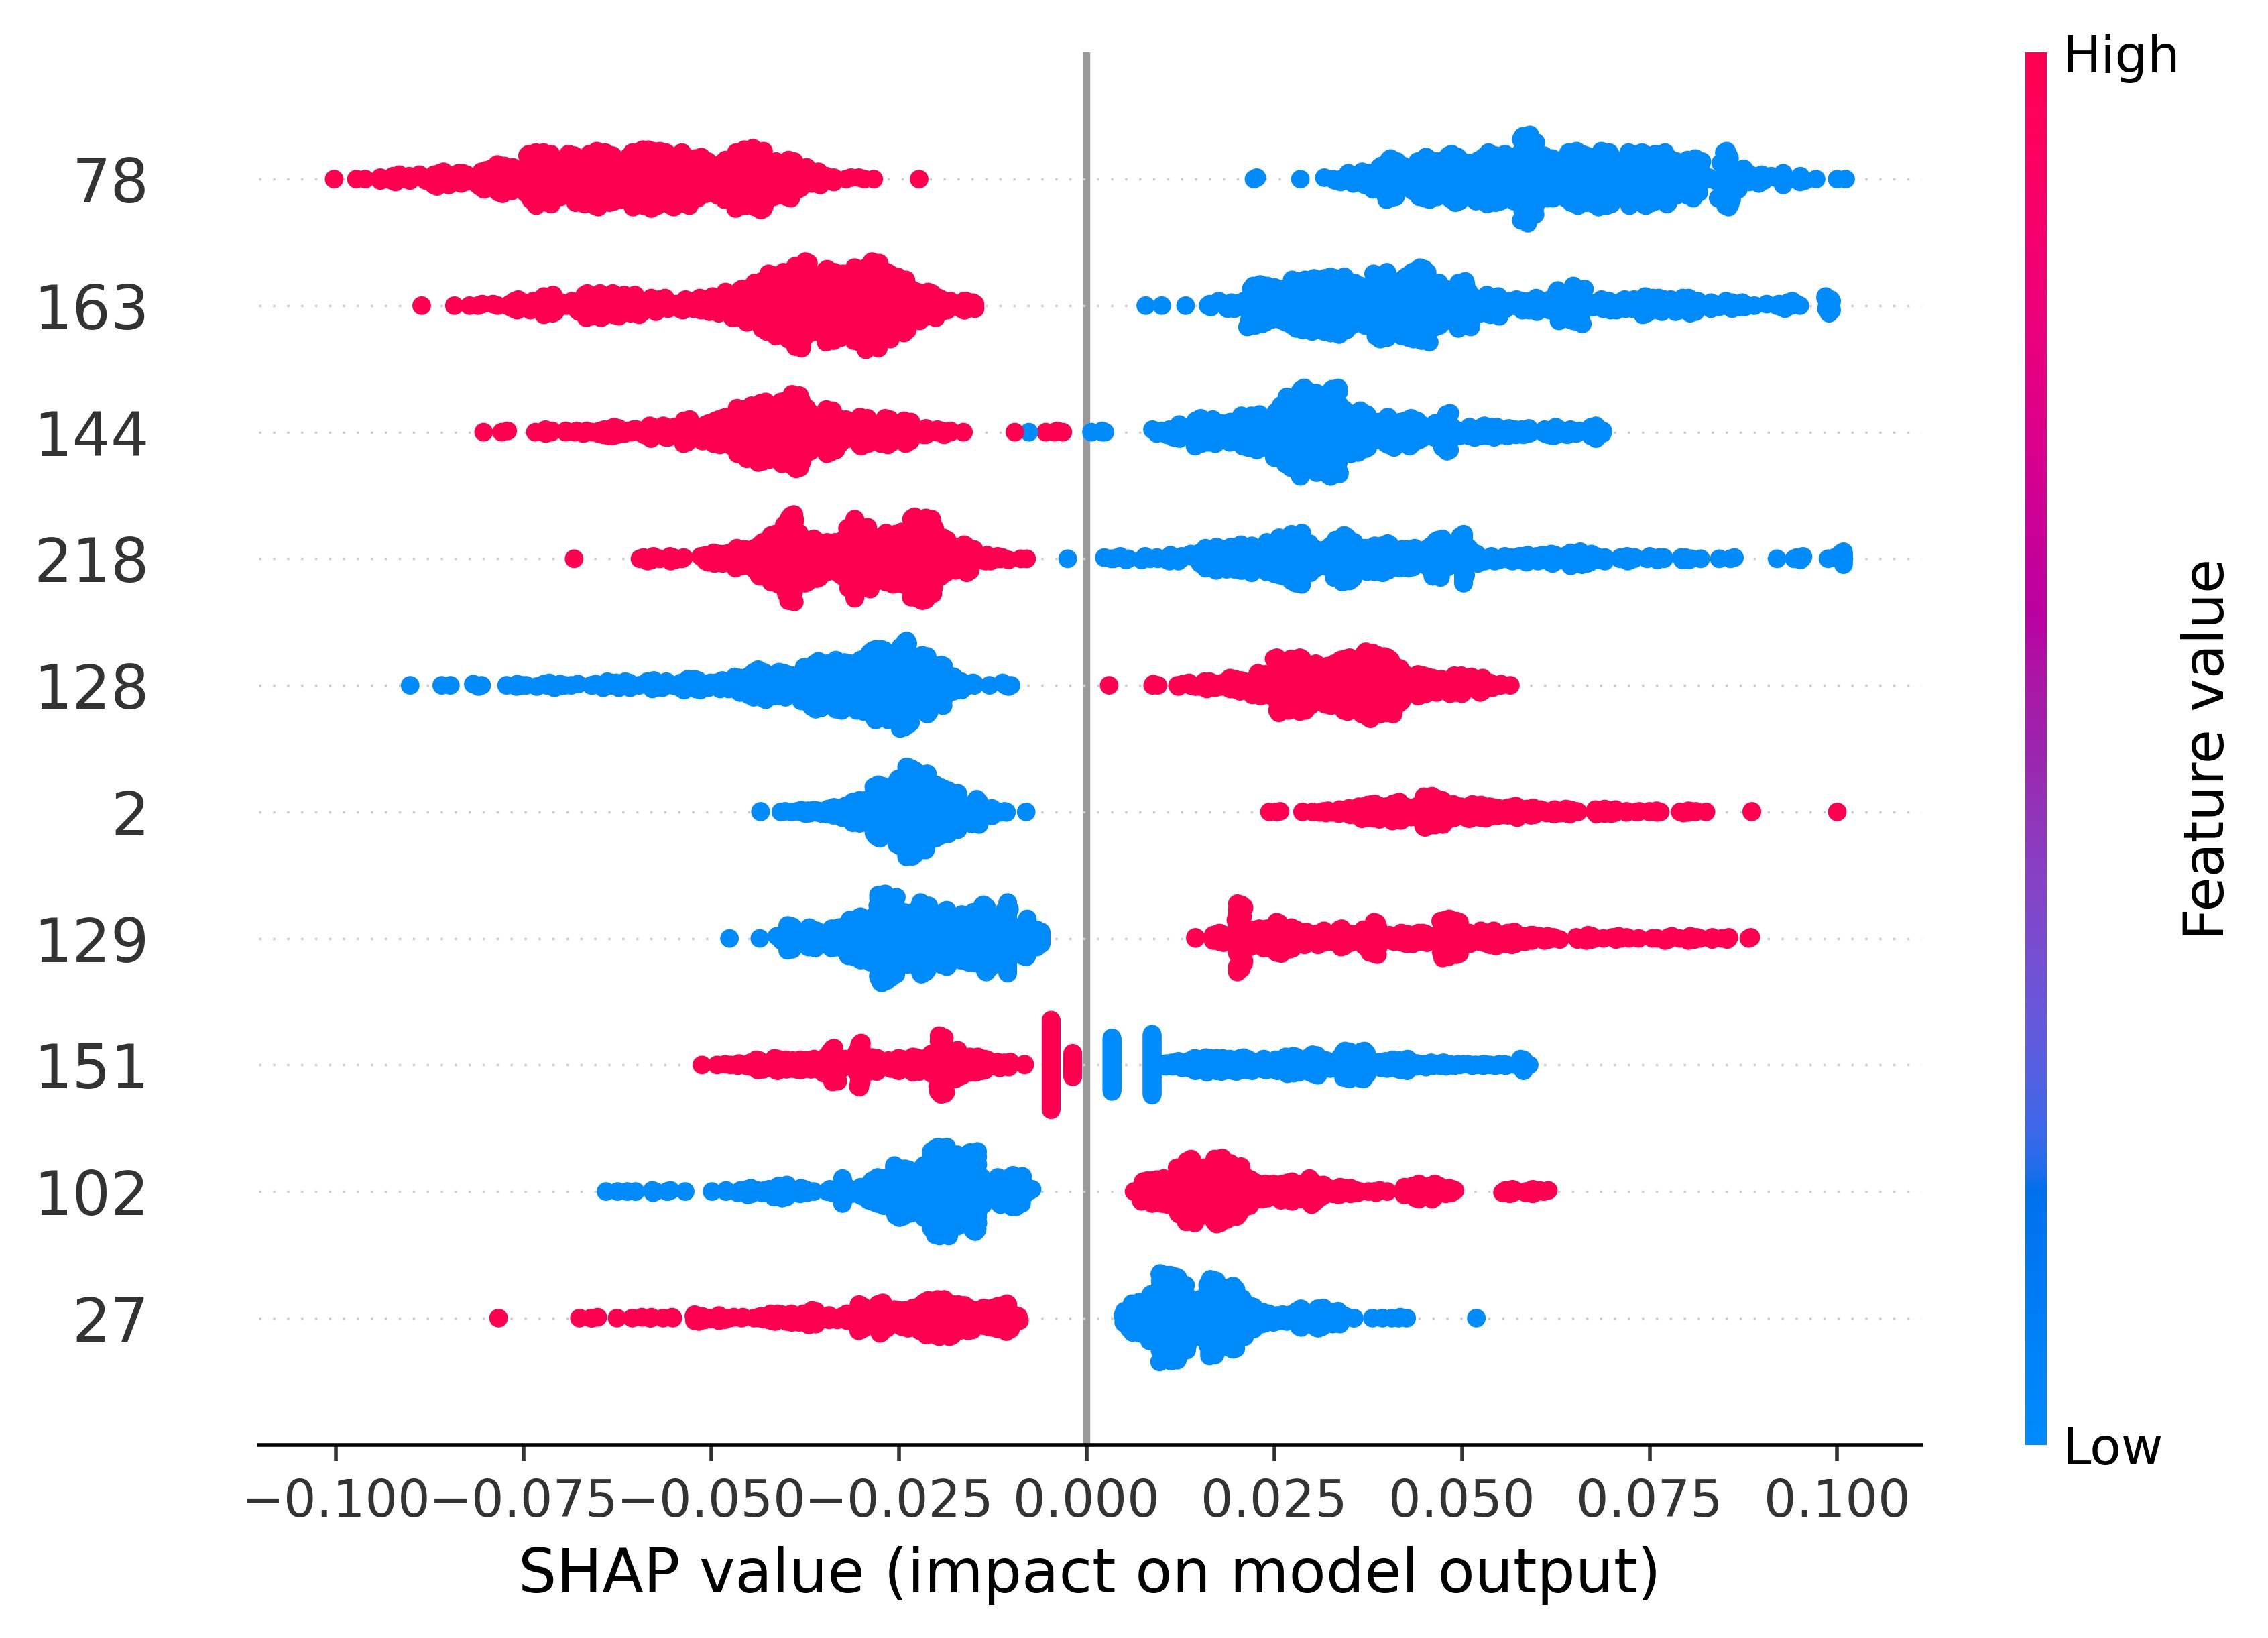 High
78
163
144
218
128
2
129
151
102
27
Feature value
Low
−0.100 −0.075 −0.050 −0.025 0.000 0.025 0.050 0.075 0.100
SHAP value (impact on model output)